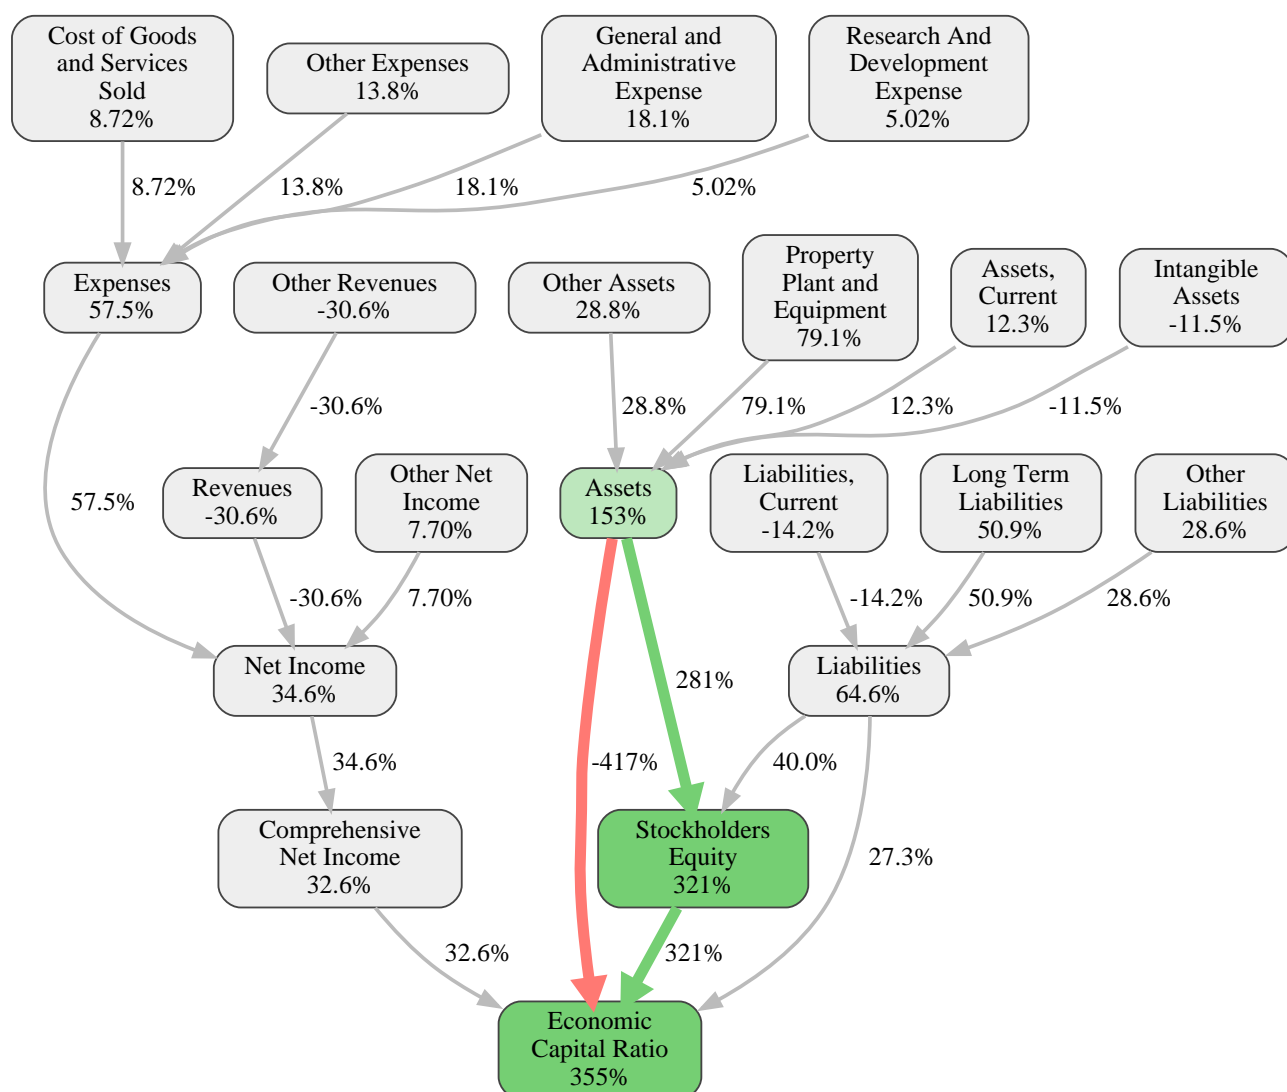 Cost of Goods
and Services
Sold
8.72%
Other Expenses
13.8%
General and
Administrative
Expense
18.1%
Research And
Development
Expense
5.02%
8.72%
13.8%
18.1%
5.02%
Expenses
57.5%
Other Revenues
-30.6%
Other Assets
28.8%
Property
Plant and
Equipment
79.1%
Assets,
Current
12.3%
Intangible
Assets
-11.5%
-30.6%
28.8%
79.1%
12.3%
-11.5%
57.5%
Revenues
-30.6%
Other Net
Income
7.70%
Assets
153%
Liabilities,
Current
-14.2%
Long Term
Liabilities
50.9%
Other
Liabilities
28.6%
-30.6%
7.70%
-14.2%
50.9%
28.6%
Net Income
34.6%
281%
Liabilities
64.6%
34.6%
-417%
40.0%
Comprehensive
Net Income
32.6%
Stockholders
Equity
321%
27.3%
32.6%
321%
Economic
Capital Ratio
355%